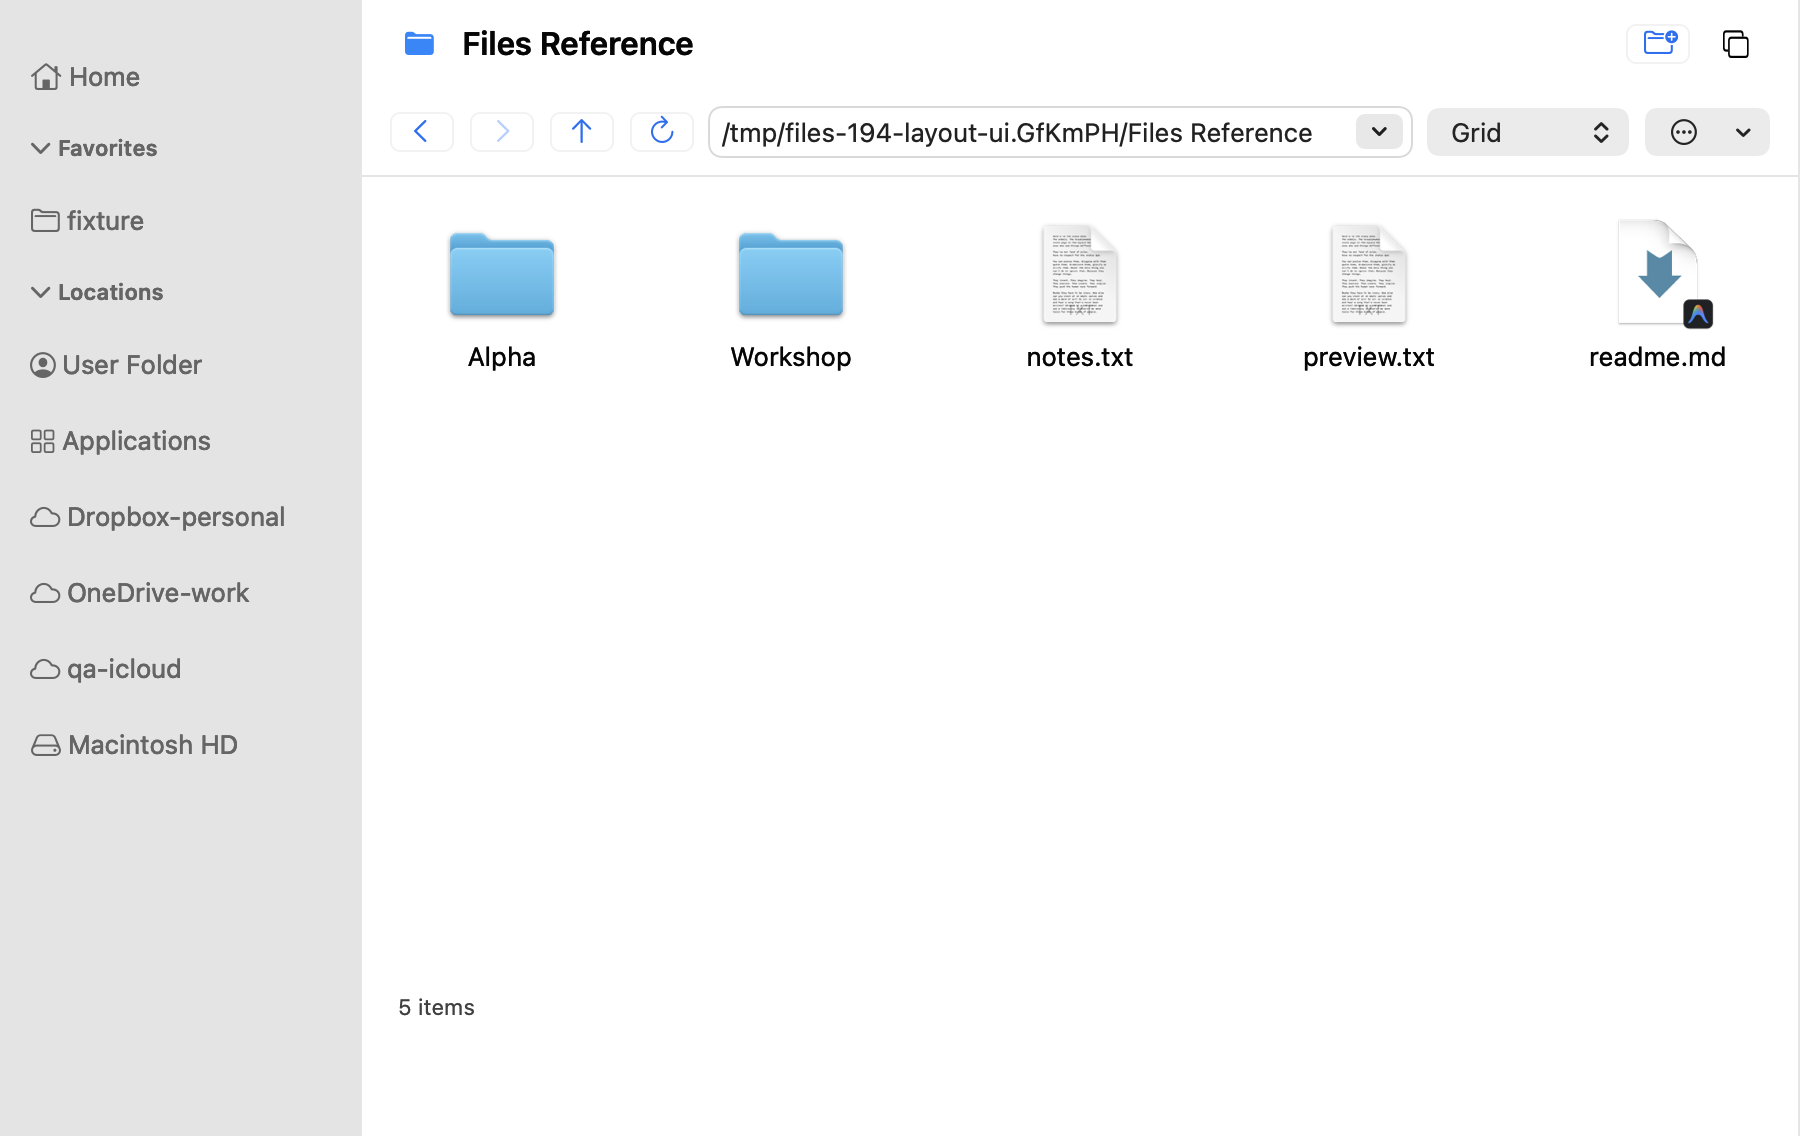 Home
Favorites
fixture
Locations
User Folder
Applications
Dropbox-personal
OneDrive-work
qa-icloud
Macintosh HD
Files Reference
/tmp/files-194-layout-ui.GfKmPH/Files Reference
Grid
Alpha
Workshop
notes.txt
preview.txt
readme.md
5 items